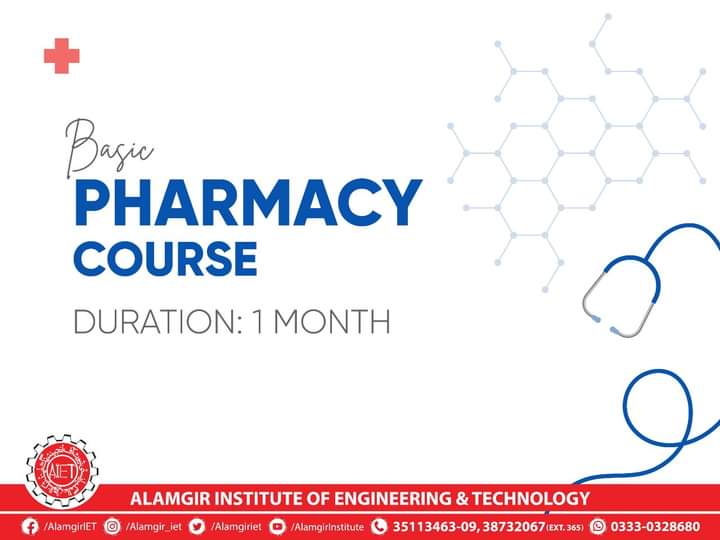 Basic
PHARMACY
COURSE
DURATION: 1 MONTH
AIET
ALAMGIR INSTITUTE OF ENGINEERING & TECHNOLOGY
/AlamgirIET /Alamgir_iet /Alamgiriet /AlamgirInstitute 35113463-09, 38732067 (EXT. 365) 0333-0328680